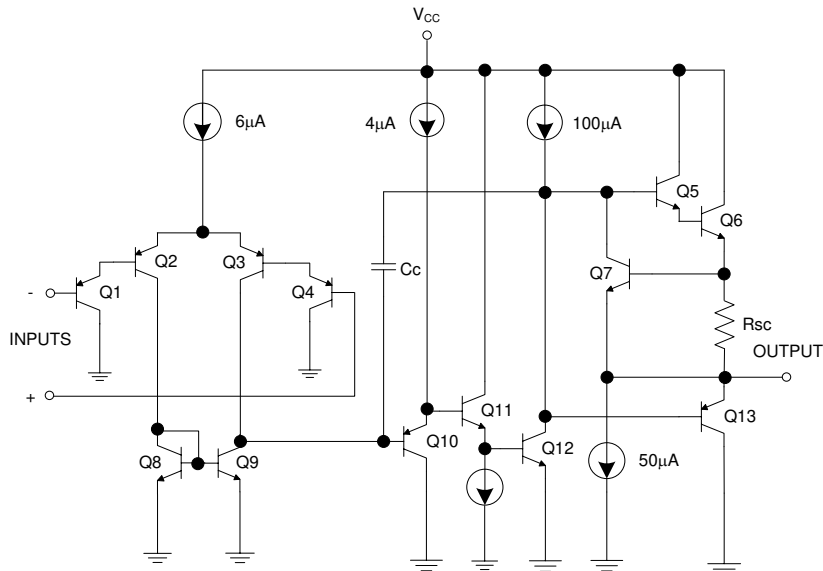 V_CC
6µA
4µA
100µA
Q5
Q6
Q2
Q3
Q7
Q1
Q4
Cc
-
Rsc
INPUTS
OUTPUT
+
Q11
Q13
Q10
Q12
Q8
Q9
50µA